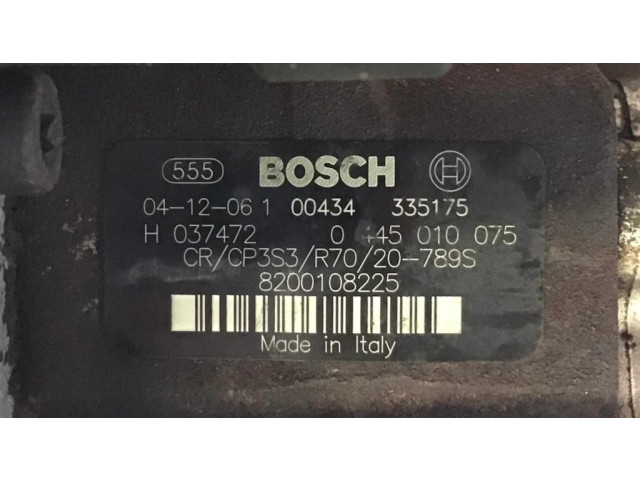 555 BOSCH H
04-12-06 1 00434 335175
H 037472 0 445 010 075
CR/CP3S3/R70/20-789S
8200108225
Made in Italy